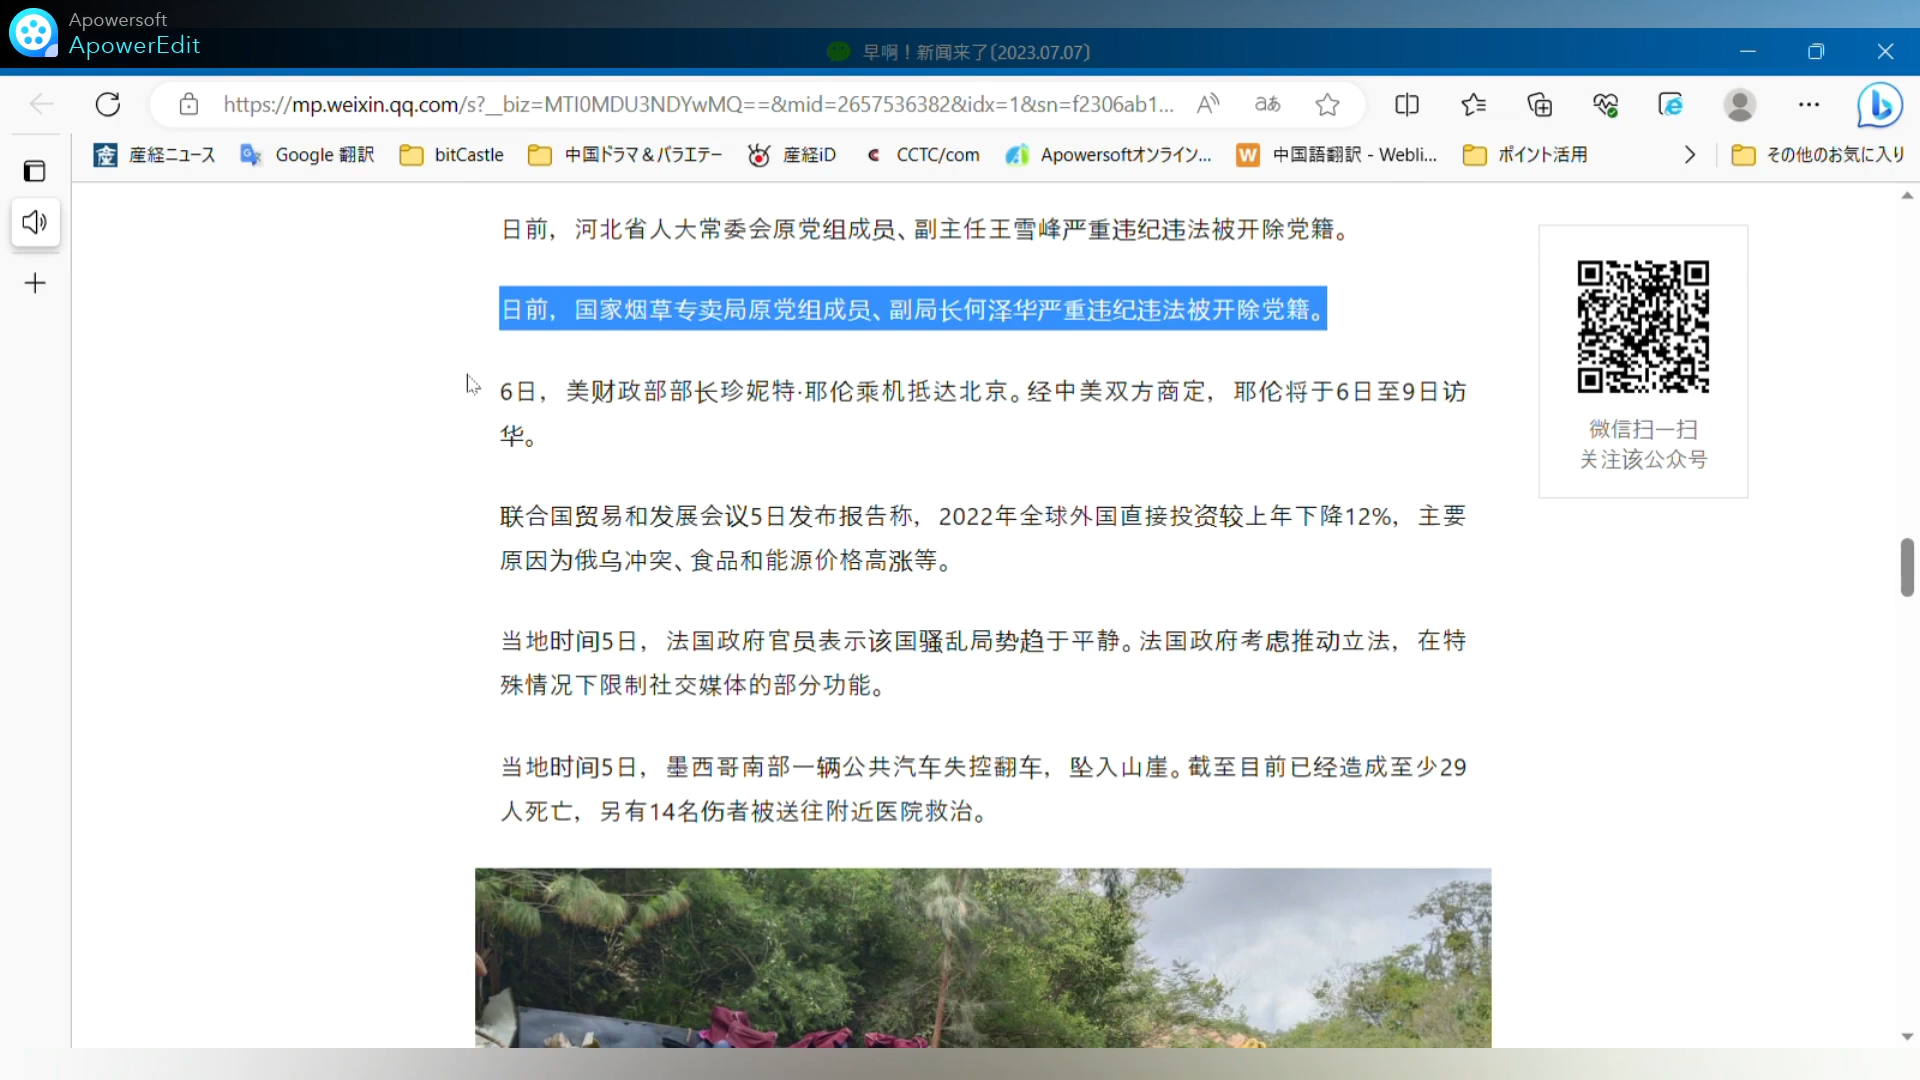 Apowersoft
ApowerEdit
早啊！新闻来了〔2023.07.07〕
https://mp.weixin.qq.com/s?__biz=MTI0MDU3NDYwMQ==&mid=2657536382&idx=1&sn=f2306ab1...
産経ニュース
Google 翻訳
bitCastle
中国ドラマ＆バラエテー
産経iD
CCTC/com
Apowersoftオンライン...
中国語翻訳 - Webli...
ポイント活用
その他のお気に入り
日前，河北省人大常委会原党组成员、副主任王雪峰严重违纪违法被开除党籍。
日前，国家烟草专卖局原党组成员、副局长何泽华严重违纪违法被开除党籍。
6日，美财政部部长珍妮特·耶伦乘机抵达北京。经中美双方商定，耶伦将于6日至9日访
华。
联合国贸易和发展会议5日发布报告称，2022年全球外国直接投资较上年下降12%，主要
原因为俄乌冲突、食品和能源价格高涨等。
当地时间5日，法国政府官员表示该国骚乱局势趋于平静。法国政府考虑推动立法，在特
殊情况下限制社交媒体的部分功能。
当地时间5日，墨西哥南部一辆公共汽车失控翻车，坠入山崖。截至目前已经造成至少29
人死亡，另有14名伤者被送往附近医院救治。
微信扫一扫
关注该公众号